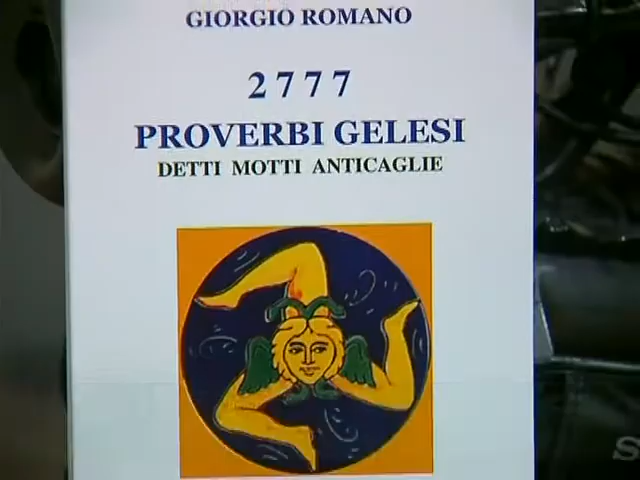 GIORGIO ROMANO
2777
PROVERBI GELESI
DETTI MOTTI ANTICAGLIE
S